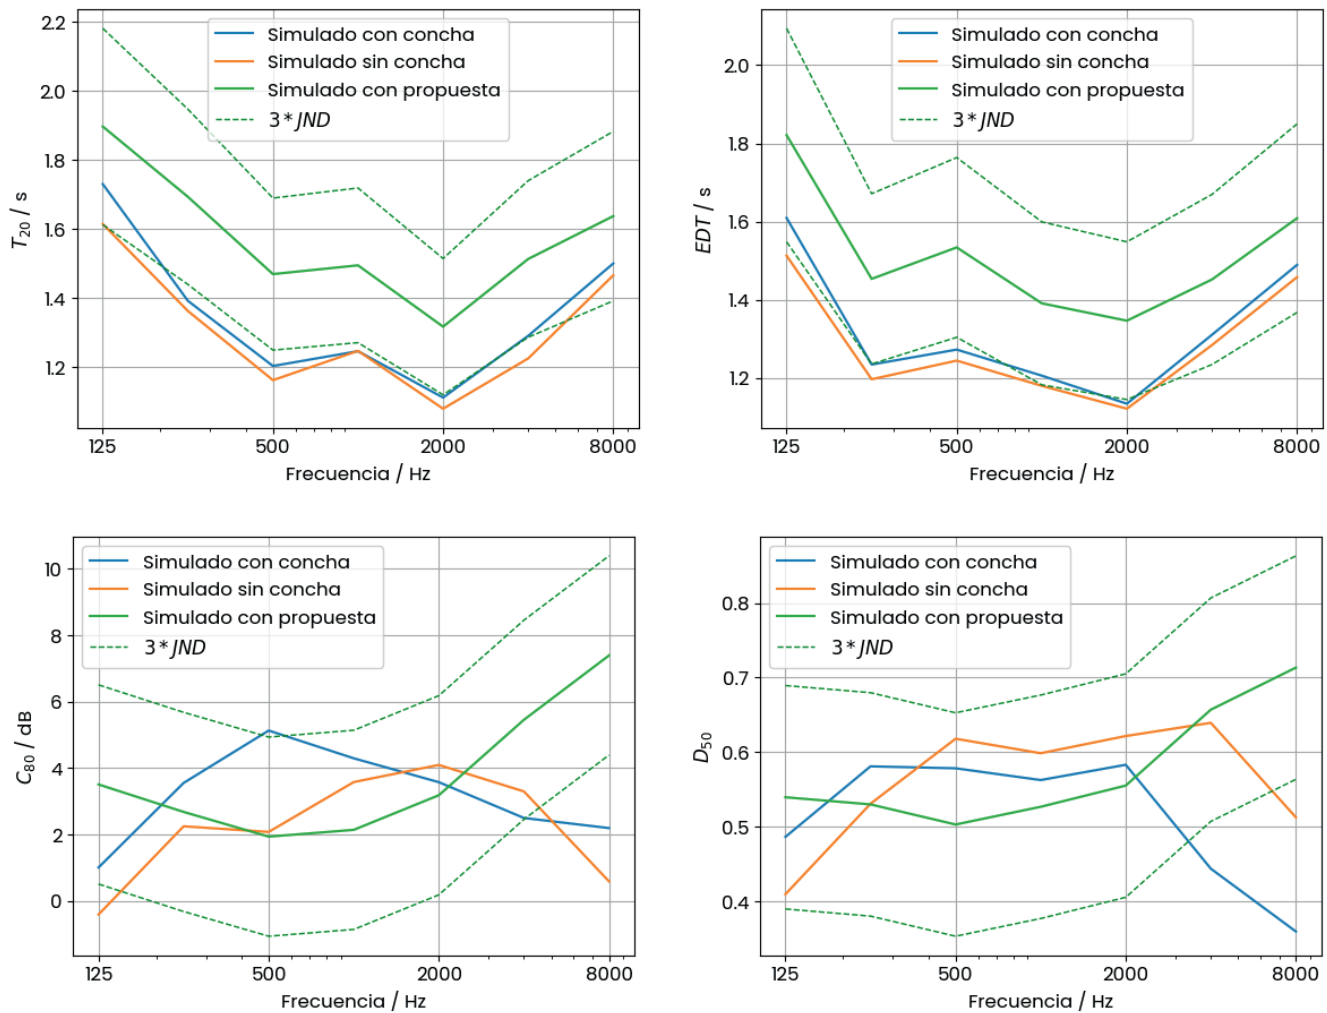 2.2
2.0
1.8
1.6
1.4
1.2
T20 / s
Simulado con concha
Simulado sin concha
Simulado con propuesta
3 * JND
125 500 2000 8000
Frecuencia / Hz
2.0
1.8
1.6
1.4
1.2
EDT / s
Simulado con concha
Simulado sin concha
Simulado con propuesta
3 * JND
125 500 2000 8000
Frecuencia / Hz
10
8
6
4
2
0
C80 / dB
Simulado con concha
Simulado sin concha
Simulado con propuesta
3 * JND
125 500 2000 8000
Frecuencia / Hz
0.8
0.7
0.6
0.5
0.4
D50
Simulado con concha
Simulado sin concha
Simulado con propuesta
3 * JND
125 500 2000 8000
Frecuencia / Hz